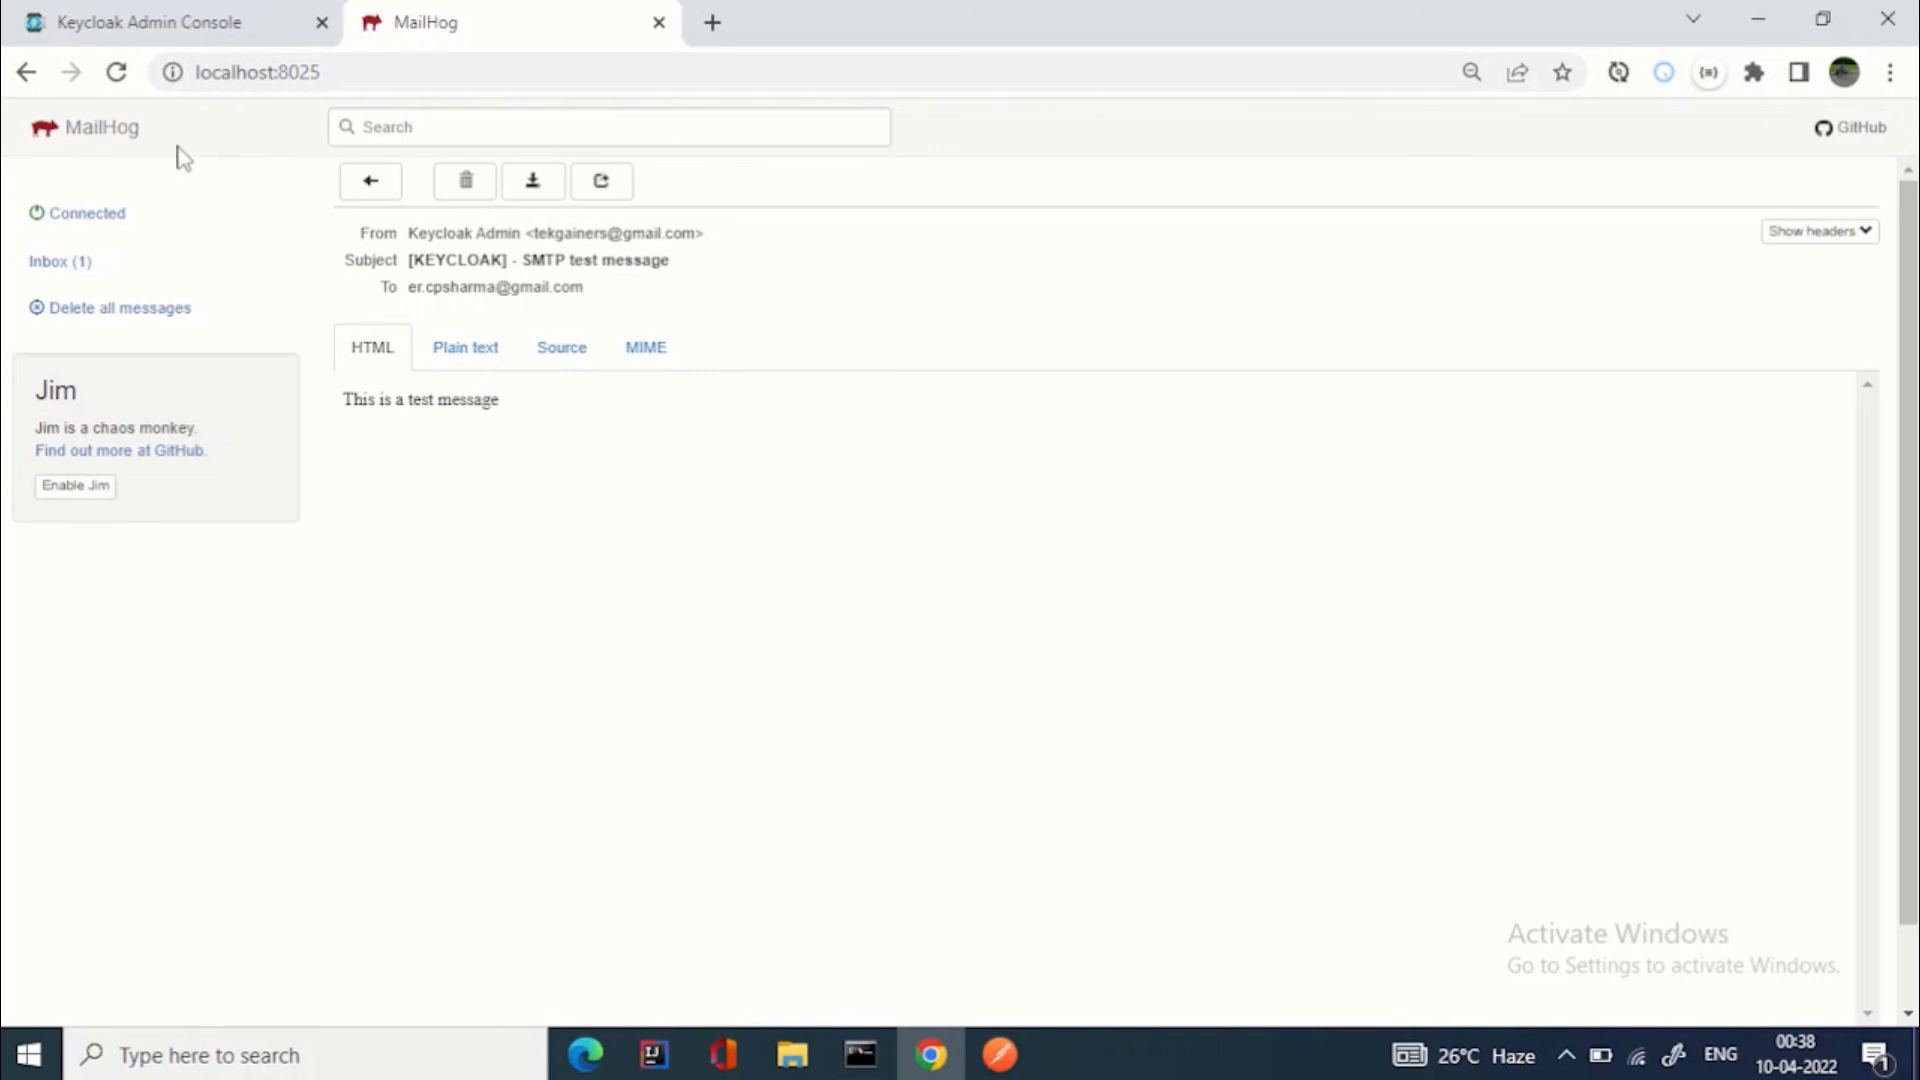 Keycloak Admin Console
MailHog
localhost:8025
MailHog
Search
GitHub
Connected
Inbox (1)
Delete all messages
Jim
Jim is a chaos monkey.
Find out more at GitHub.
Enable Jim
From Keycloak Admin <tekgainers@gmail.com>
Show headers
Subject [KEYCLOAK] - SMTP test message
To er.cpsharma@gmail.com
HTML Plain text Source MIME
This is a test message
Activate Windows
Go to Settings to activate Windows.
Type here to search
26°C Haze
ENG
00:38
10-04-2022
1